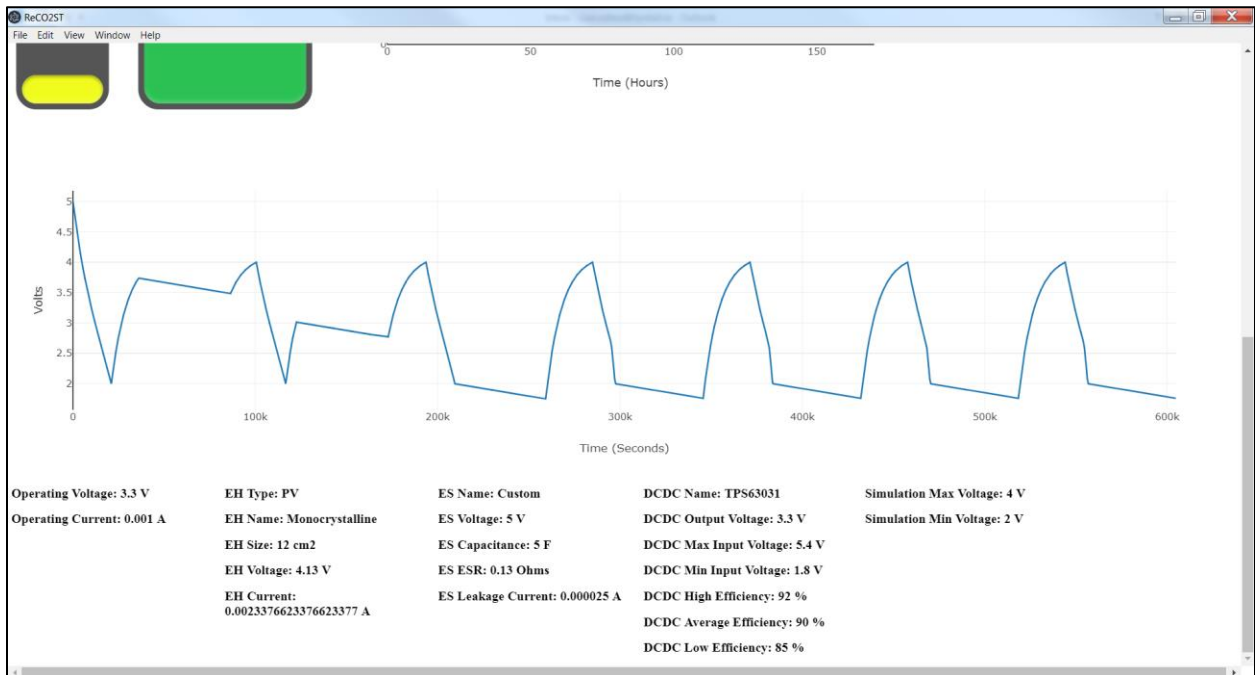 ReCO2ST
File Edit View Window Help
0
0 50 100 150
Time (Hours)
5
4.5
4
3.5
3
2.5
2
Volts
0 100k 200k 300k 400k 500k 600k
Time (Seconds)
Operating Voltage: 3.3 V
Operating Current: 0.001 A
EH Type: PV
EH Name: Monocrystalline
EH Size: 12 cm2
EH Voltage: 4.13 V
EH Current:
0.0023376623376623377 A
ES Name: Custom
ES Voltage: 5 V
ES Capacitance: 5 F
ES ESR: 0.13 Ohms
ES Leakage Current: 0.000025 A
DCDC Name: TPS63031
DCDC Output Voltage: 3.3 V
DCDC Max Input Voltage: 5.4 V
DCDC Min Input Voltage: 1.8 V
DCDC High Efficiency: 92 %
DCDC Average Efficiency: 90 %
DCDC Low Efficiency: 85 %
Simulation Max Voltage: 4 V
Simulation Min Voltage: 2 V